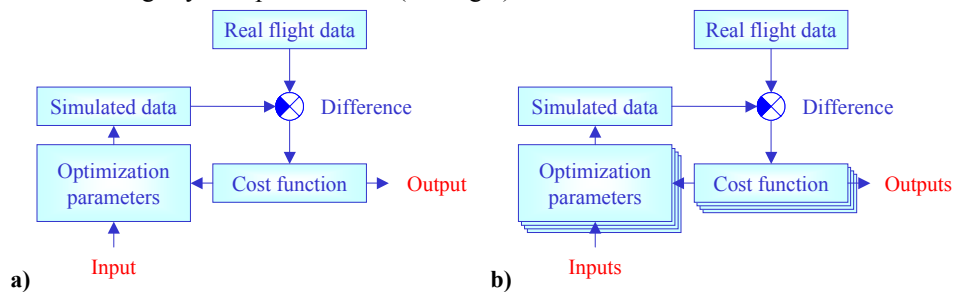 Real flight data
Simulated data
Difference
Optimization
parameters
Cost function
Output
Input
a)
Real flight data
Simulated data
Difference
Optimization
parameters
Cost function
Outputs
Inputs
b)